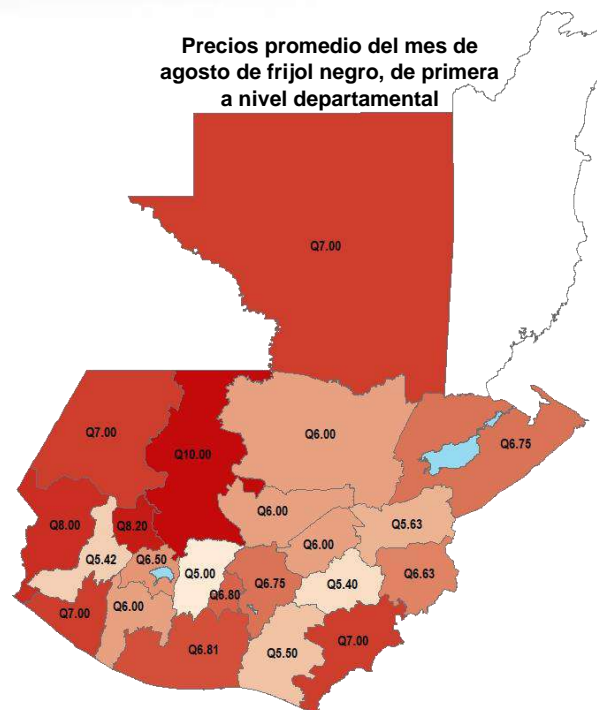 Precios promedio del mes de
agosto de frijol negro, de primera
a nivel departamental
Q7.00
Q7.00
Q10.00
Q6.00
Q6.75
Q8.00
Q8.20
Q6.00
Q5.63
Q5.42
Q6.50
Q5.00
Q6.00
Q6.75
Q6.80
Q5.40
Q6.63
Q7.00
Q6.00
Q6.81
Q5.50
Q7.00